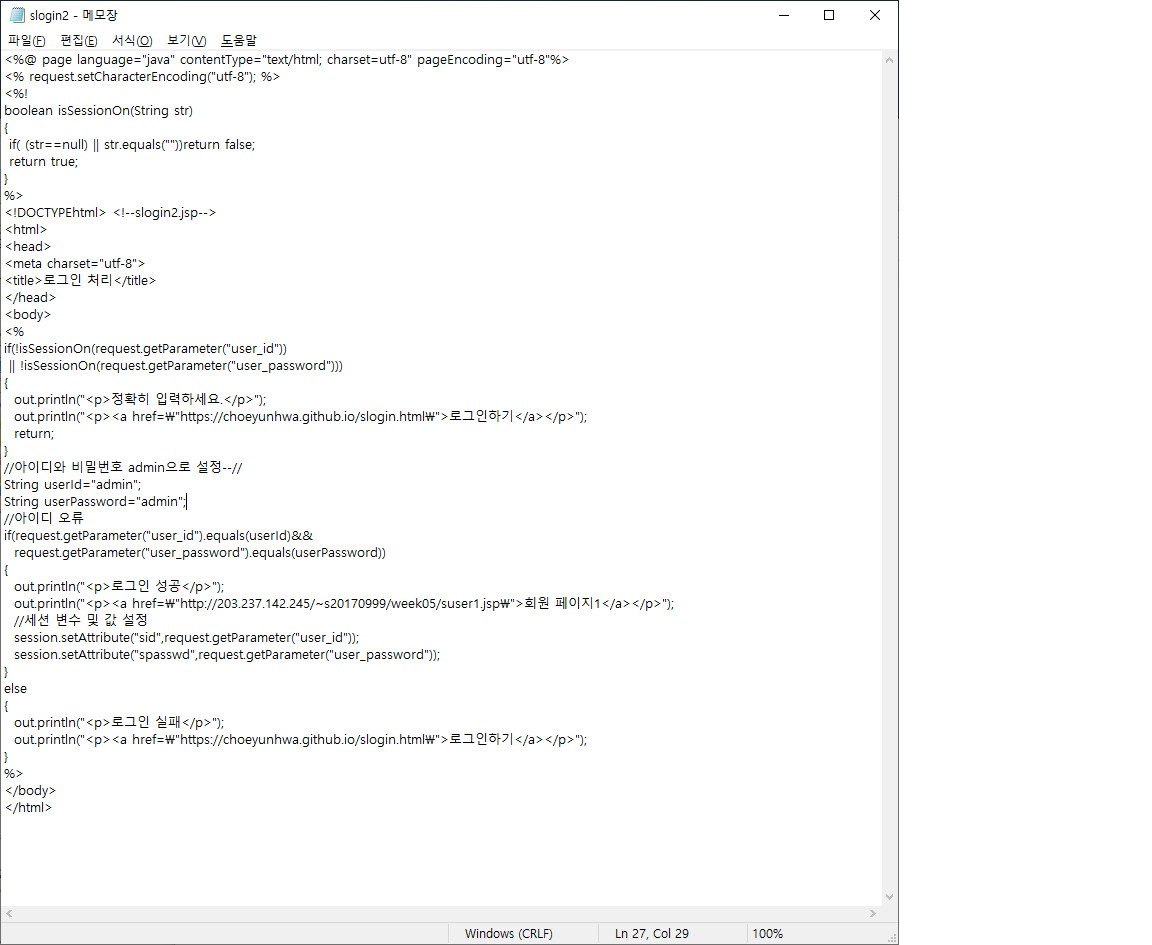 slogin2 - 메모장
파일(F) 편집(E) 서식(O) 보기(V) 도움말
<%@ page language="java" contentType="text/html; charset=utf-8" pageEncoding="utf-8"%>
<% request.setCharacterEncoding("utf-8"); %>
<%!
boolean isSessionOn(String str)
{
 if( (str==null) || str.equals(""))return false;
 return true;
}
%>
<!DOCTYPEhtml> <!--slogin2.jsp-->
<html>
<head>
<meta charset="utf-8">
<title>로그인 처리</title>
</head>
<body>
<%
if(!isSessionOn(request.getParameter("user_id"))
 || !isSessionOn(request.getParameter("user_password")))
{
  out.println("<p>정확히 입력하세요.</p>");
  out.println("<p><a href=₩"https://choeyunhwa.github.io/slogin.html₩">로그인하기</a></p>");
  return;
}
//아이디와 비밀번호 admin으로 설정--//
String userId="admin";
String userPassword="admin";
//아이디 오류
if(request.getParameter("user_id").equals(userId)&&
  request.getParameter("user_password").equals(userPassword))
{
  out.println("<p>로그인 성공</p>");
  out.println("<p><a href=₩"http://203.237.142.245/~s20170999/week05/suser1.jsp₩">회원 페이지1</a></p>");
  //세션 변수 및 값 설정
  session.setAttribute("sid",request.getParameter("user_id"));
  session.setAttribute("spasswd",request.getParameter("user_password"));
}
else
{
  out.println("<p>로그인 실패</p>");
  out.println("<p><a href=₩"https://choeyunhwa.github.io/slogin.html₩">로그인하기</a></p>");
}
%>
</body>
</html>
Windows (CRLF) Ln 27, Col 29 100%